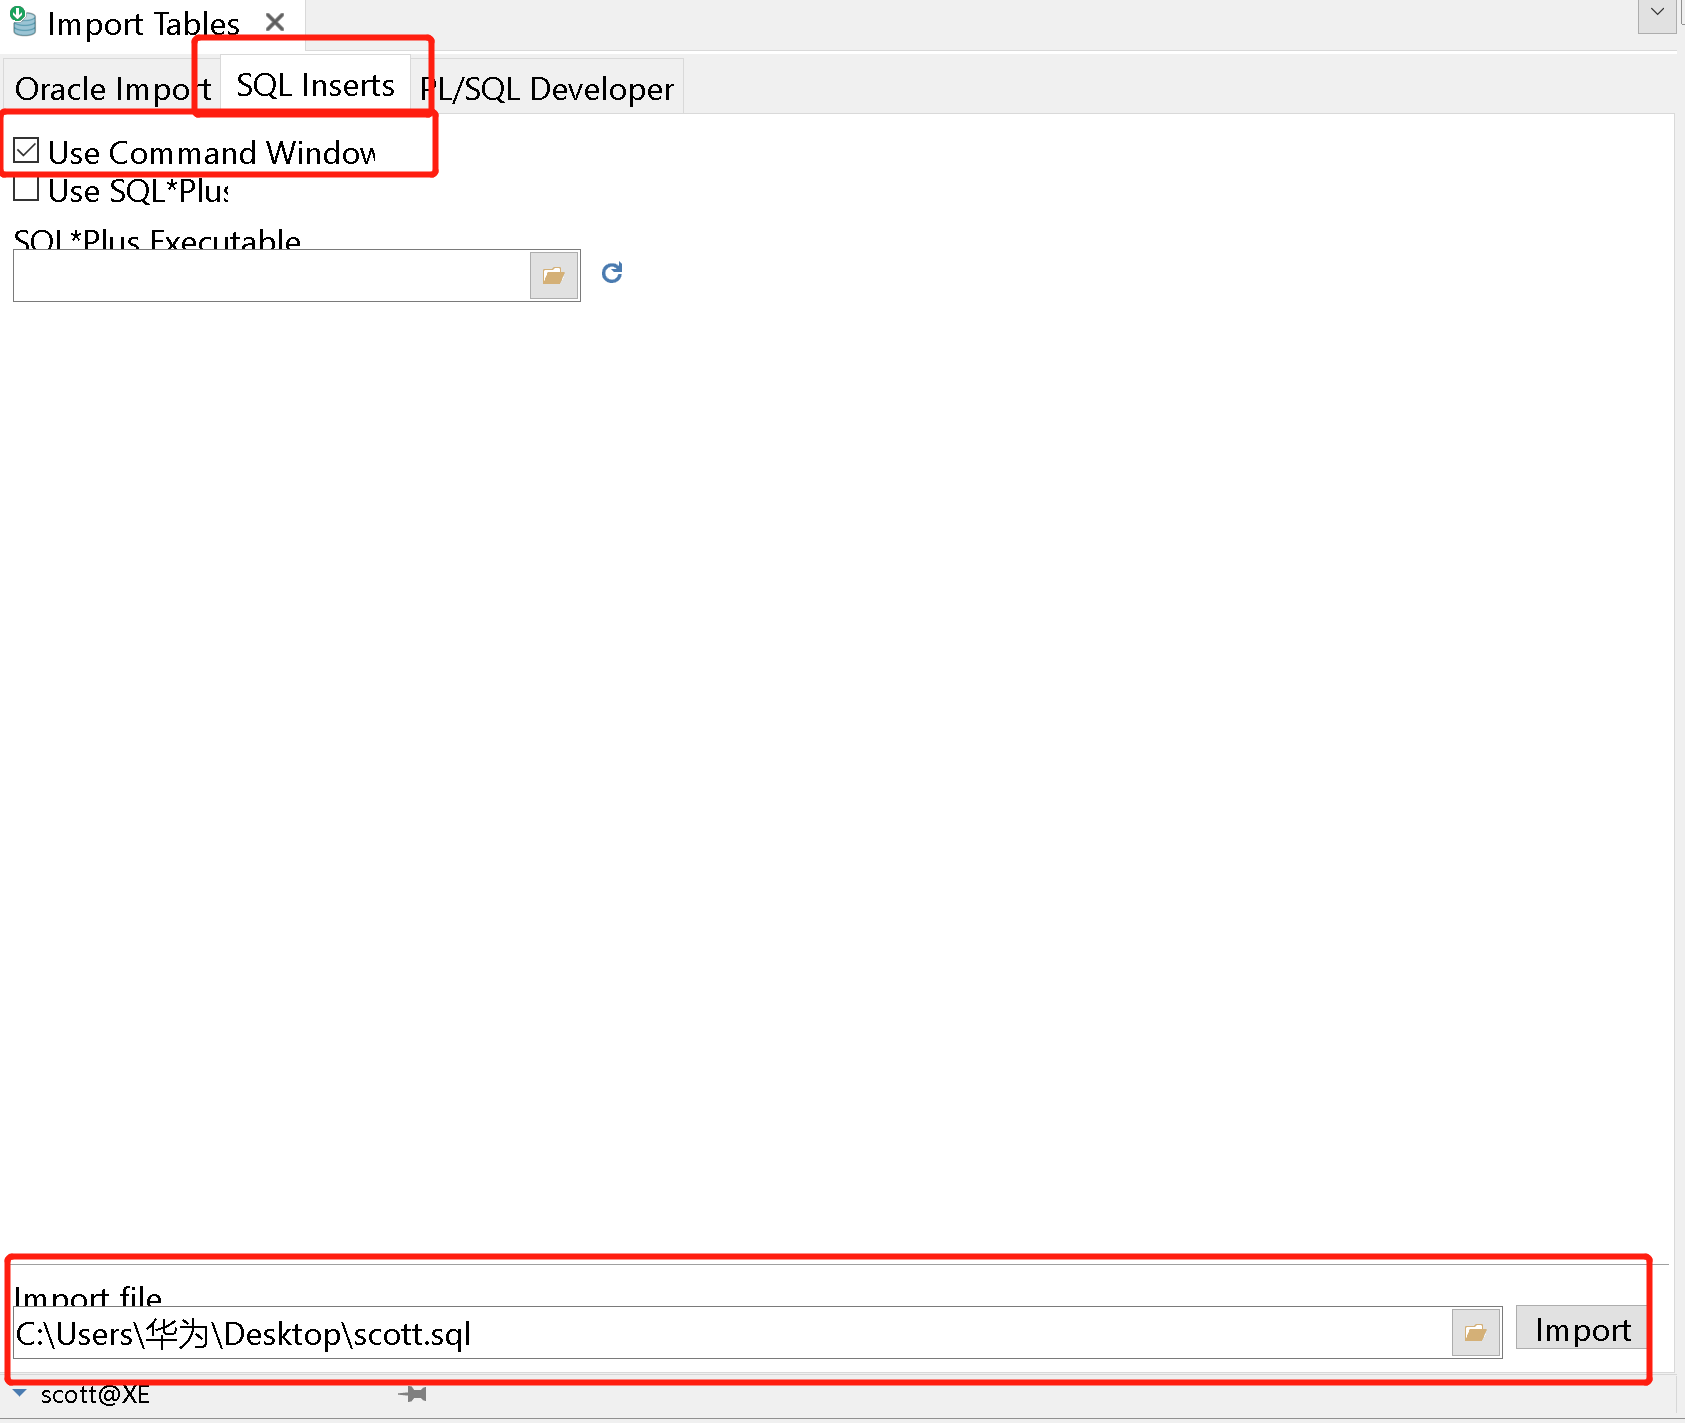 Import Tables
Oracle Import SQL Inserts PL/SQL Developer
Use Command Window
Use SQL*Plus
SQL*Plus Executable
Import file
C:\Users\华为\Desktop\scott.sql Import
scott@XE